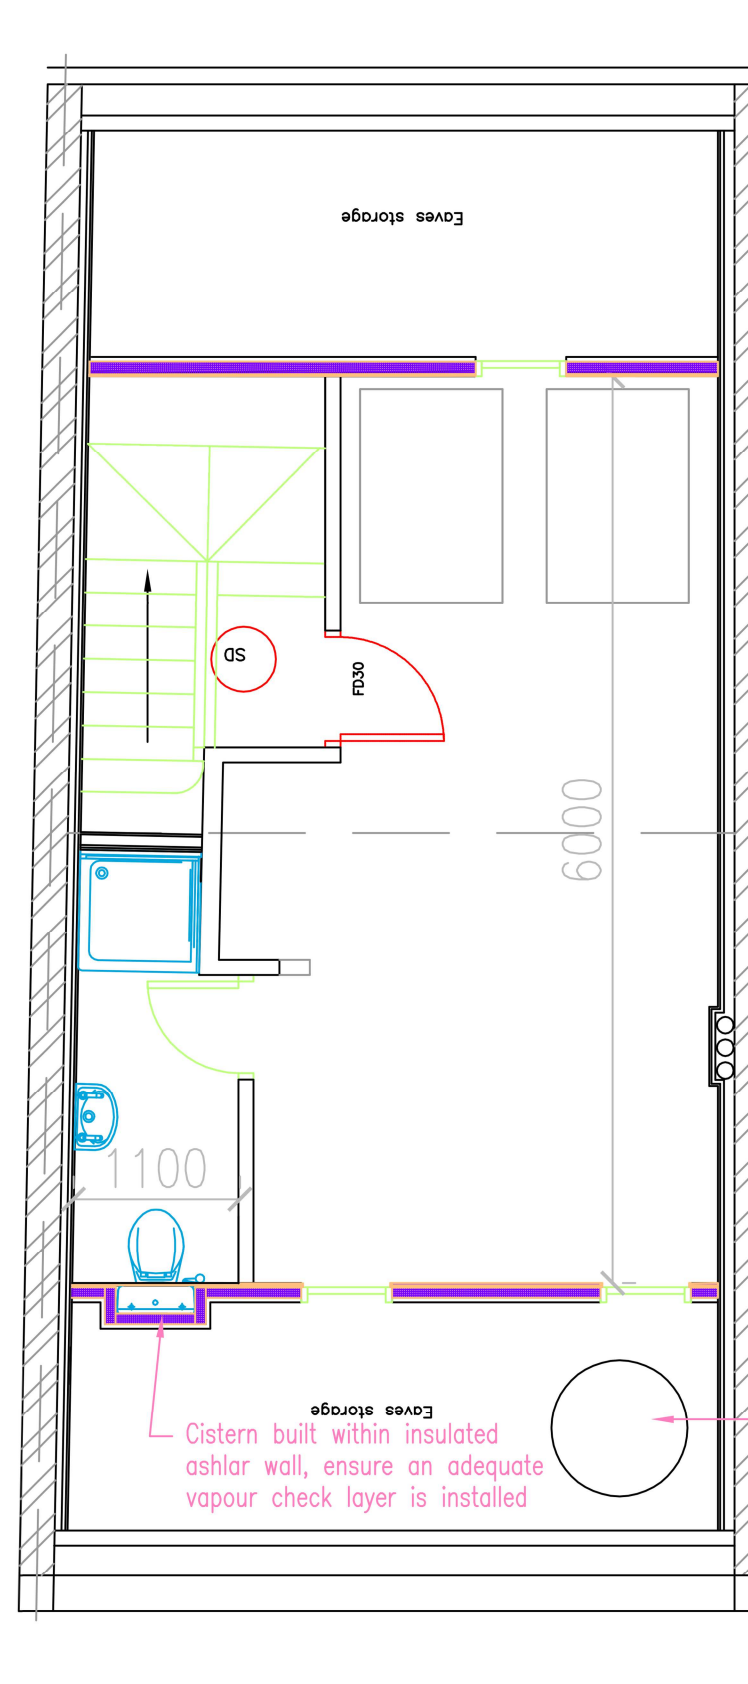 Eaves storage
SD
FD30
6000
1100
Eaves storage
Cistern built within insulated
ashlar wall, ensure an adequate
vapour check layer is installed